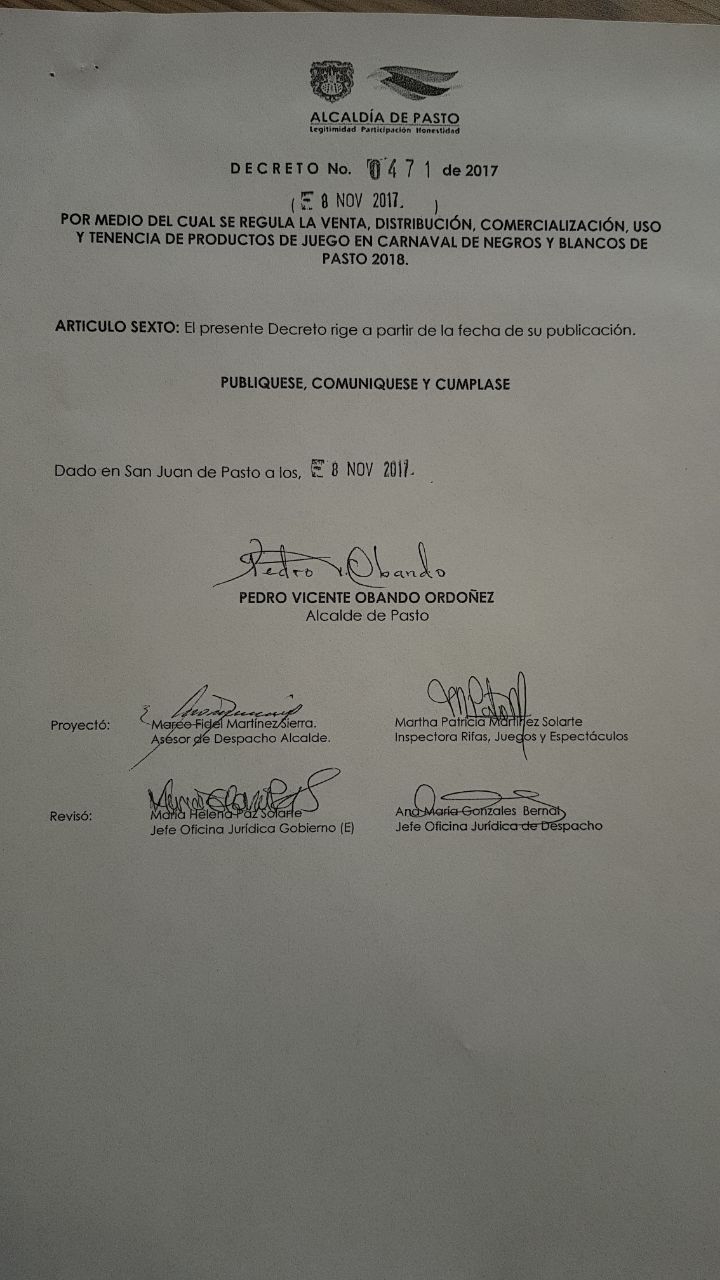 ALCALDÍA DE PASTO
Legitimidad Participación Honestidad
DECRETO No. 0471 de 2017
( 8 NOV 2017. )
POR MEDIO DEL CUAL SE REGULA LA VENTA, DISTRIBUCIÓN, COMERCIALIZACIÓN, USO
Y TENENCIA DE PRODUCTOS DE JUEGO EN CARNAVAL DE NEGROS Y BLANCOS DE
PASTO 2018.
ARTICULO SEXTO: El presente Decreto rige a partir de la fecha de su publicación.
PUBLIQUESE, COMUNIQUESE Y CUMPLASE
Dado en San Juan de Pasto a los, 8 NOV 2017.
Pedro V. Obando
PEDRO VICENTE OBANDO ORDOÑEZ
Alcalde de Pasto
Proyectó: Marco Fidel Martínez Sierra. Martha Patricia Martínez Solarte
Asesor de Despacho Alcalde. Inspectora Rifas, Juegos y Espectáculos
Revisó: María Helena Paz Solarte Ana María Gonzales Bernal
Jefe Oficina Jurídica Gobierno (E) Jefe Oficina Jurídica de Despacho